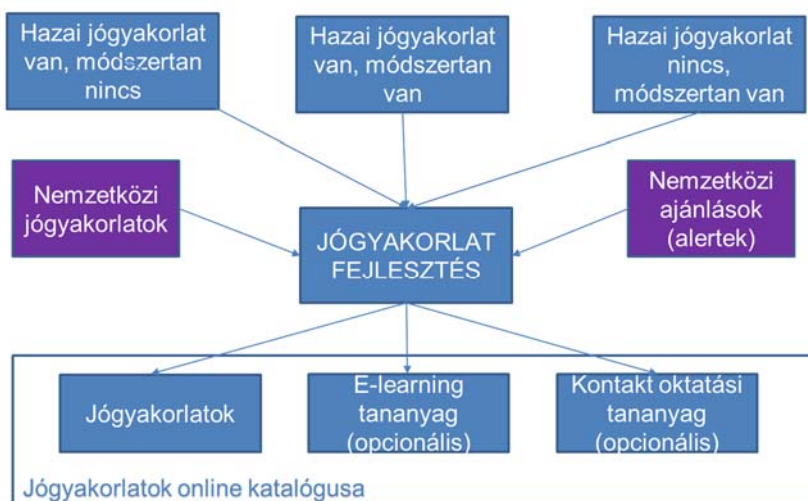 Hazai jógyakorlat
van, módszertan
nincs
Hazai jógyakorlat
van, módszertan
van
Hazai jógyakorlat
nincs,
módszertan van
Nemzetközi
jógyakorlatok
JÓGYAKORLAT
FEJLESZTÉS
Nemzetközi
ajánlások
(alertek)
Jógyakorlatok
E-learning
tananyag
(opcionális)
Kontakt oktatási
tananyag
(opcionális)
Jógyakorlatok online katalógusa